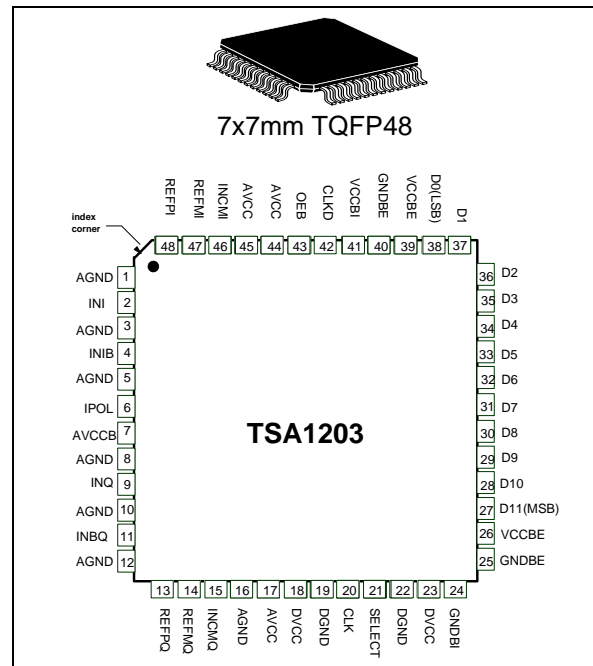 7x7mm TQFP48
index
corner
REFPI
REFMI
INCMI
AVCC
AVCC
OEB
CLKD
VCCBI
GNDBE
VCCBE
D0(LSB)
D1
48 47 46 45 44 43 42 41 40 39 38 37
AGND 1
INI 2
AGND 3
INIB 4
AGND 5
IPOL 6
AVCCB 7
AGND 8
INQ 9
AGND 10
INBQ 11
AGND 12
TSA1203
36 D2
35 D3
34 D4
33 D5
32 D6
31 D7
30 D8
29 D9
28 D10
27 D11(MSB)
26 VCCBE
25 GNDBE
13 14 15 16 17 18 19 20 21 22 23 24
REFPQ
REFMQ
INCMQ
AGND
AVCC
DVCC
DGND
CLK
SELECT
DGND
DVCC
GNDBI